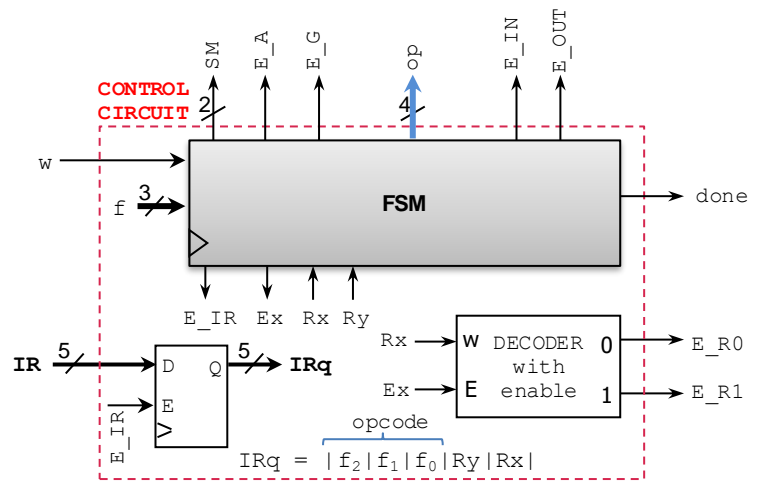 SM
E_A
E_G
op
E_IN
E_OUT
CONTROL
CIRCUIT
2
4
w
f
3
FSM
done
E_IR Ex Rx Ry
IR
5
D Q
E
5
IRq
E_IR
Rx
Ex
w DECODER 0
with
E enable 1
E_R0
E_R1
opcode
IRq = |f2|f1|f0|Ry|Rx|